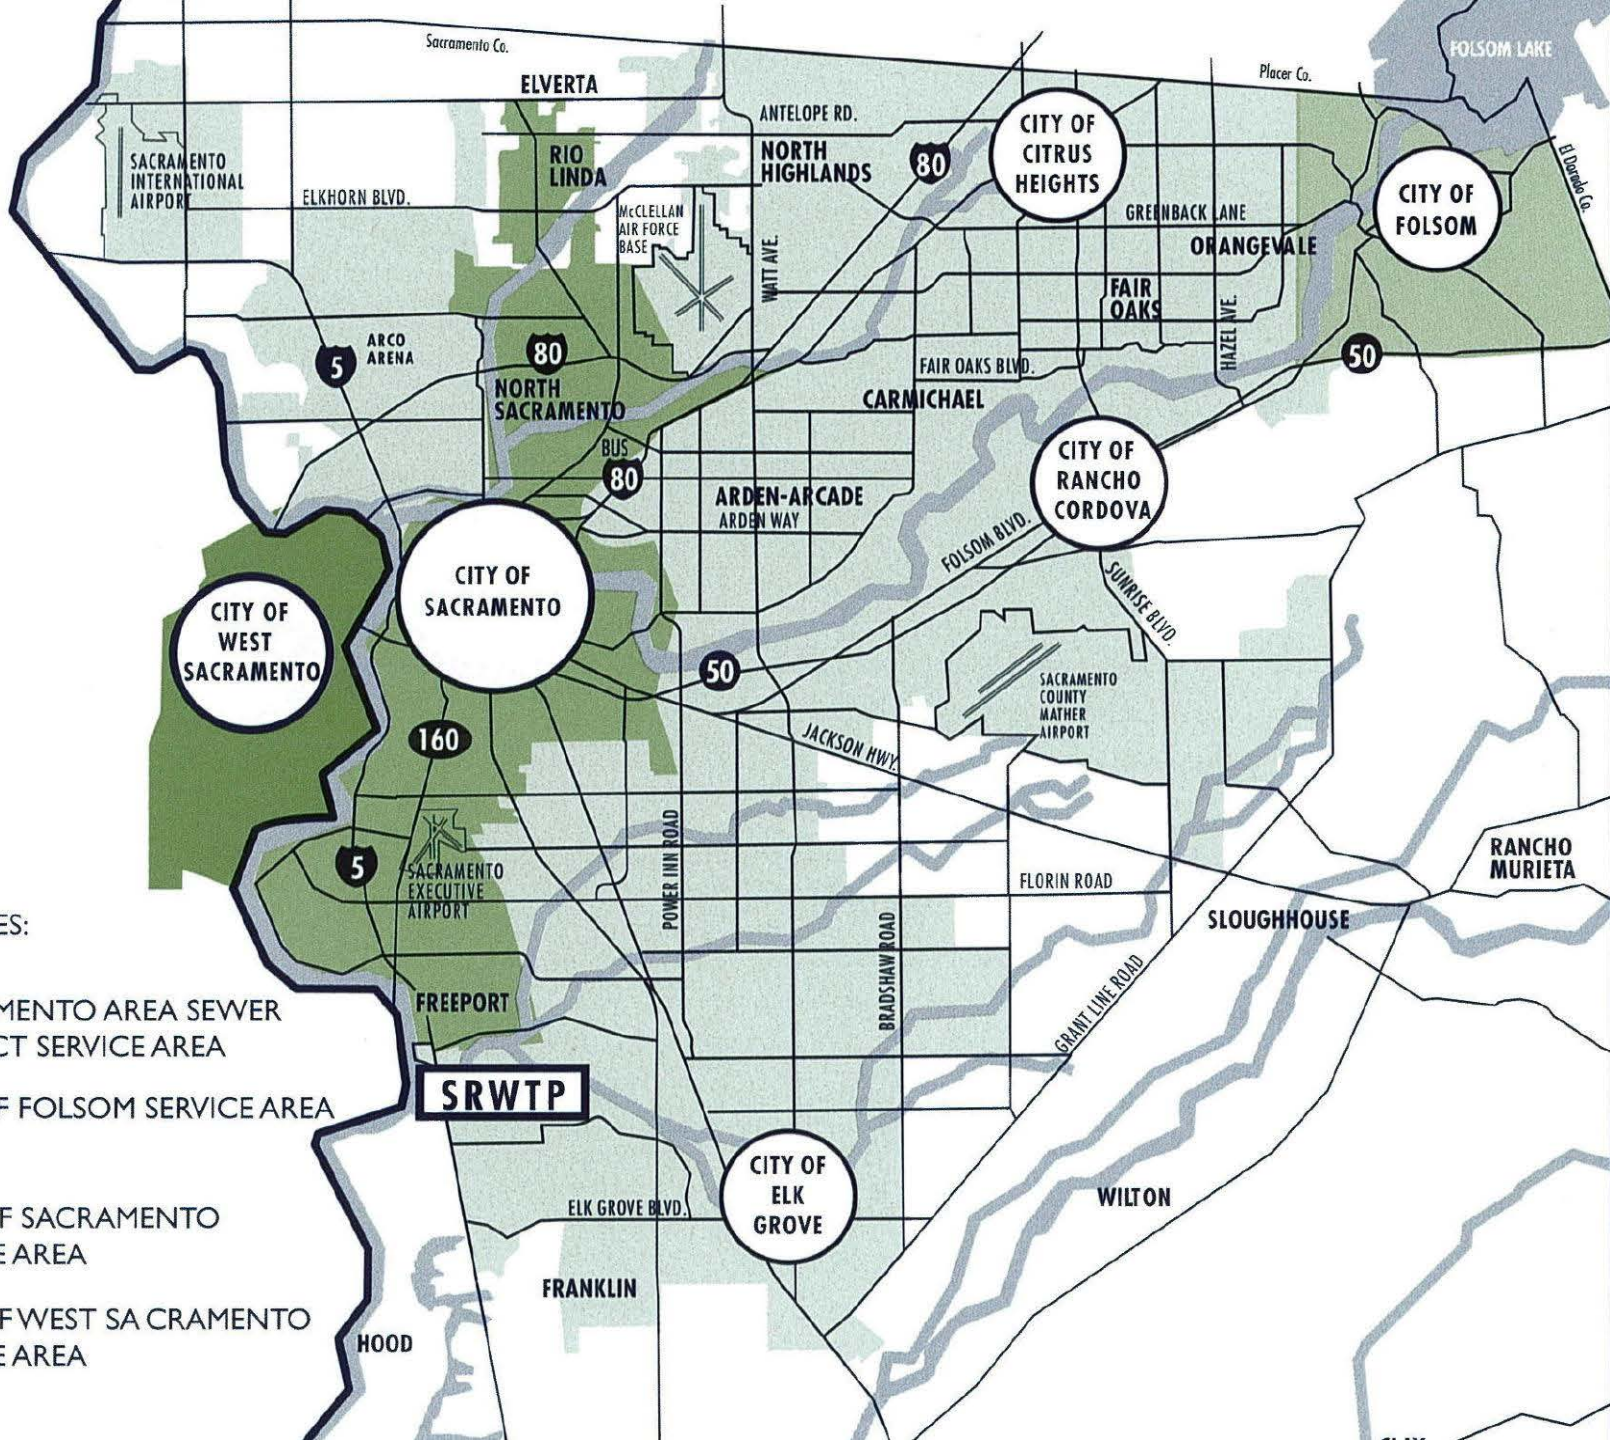 Sacramento Co.
Placer Co.
FOLSOM LAKE
El Dorado Co.
ELVERTA
ANTELOPE RD.
NORTH
HIGHLANDS
80
CITY OF
CITRUS
HEIGHTS
CITY OF
FOLSOM
SACRAMENTO
INTERNATIONAL
AIRPORT
RIO
LINDA
ELKHORN BLVD.
McCLELLAN
AIR FORCE
BASE
WATT AVE.
GREENBACK LANE
ORANGEVALE
FAIR
OAKS
HAZEL AVE.
5
ARCO
ARENA
80
NORTH
SACRAMENTO
FAIR OAKS BLVD.
50
CARMICHAEL
BUS
80
ARDEN-ARCADE
ARDEN WAY
CITY OF
RANCHO
CORDOVA
FOLSOM BLVD.
SUNRISE BLVD.
CITY OF
SACRAMENTO
CITY OF
WEST
SACRAMENTO
50
SACRAMENTO
COUNTY
MATHER
AIRPORT
160
JACKSON HWY.
POWER INN ROAD
5
SACRAMENTO
EXECUTIVE
AIRPORT
FLORIN ROAD
RANCHO
MURIETA
SLOUGHHOUSE
BRADSHAW ROAD
GRANT LINE ROAD
FREEPORT
SRWTP
CITY OF
ELK
GROVE
ELK GROVE BLVD.
WILTON
FRANKLIN
HOOD
ES:
MENTO AREA SEWER
CT SERVICE AREA
F FOLSOM SERVICE AREA
F SACRAMENTO
E AREA
F WEST SA CRAMENTO
E AREA